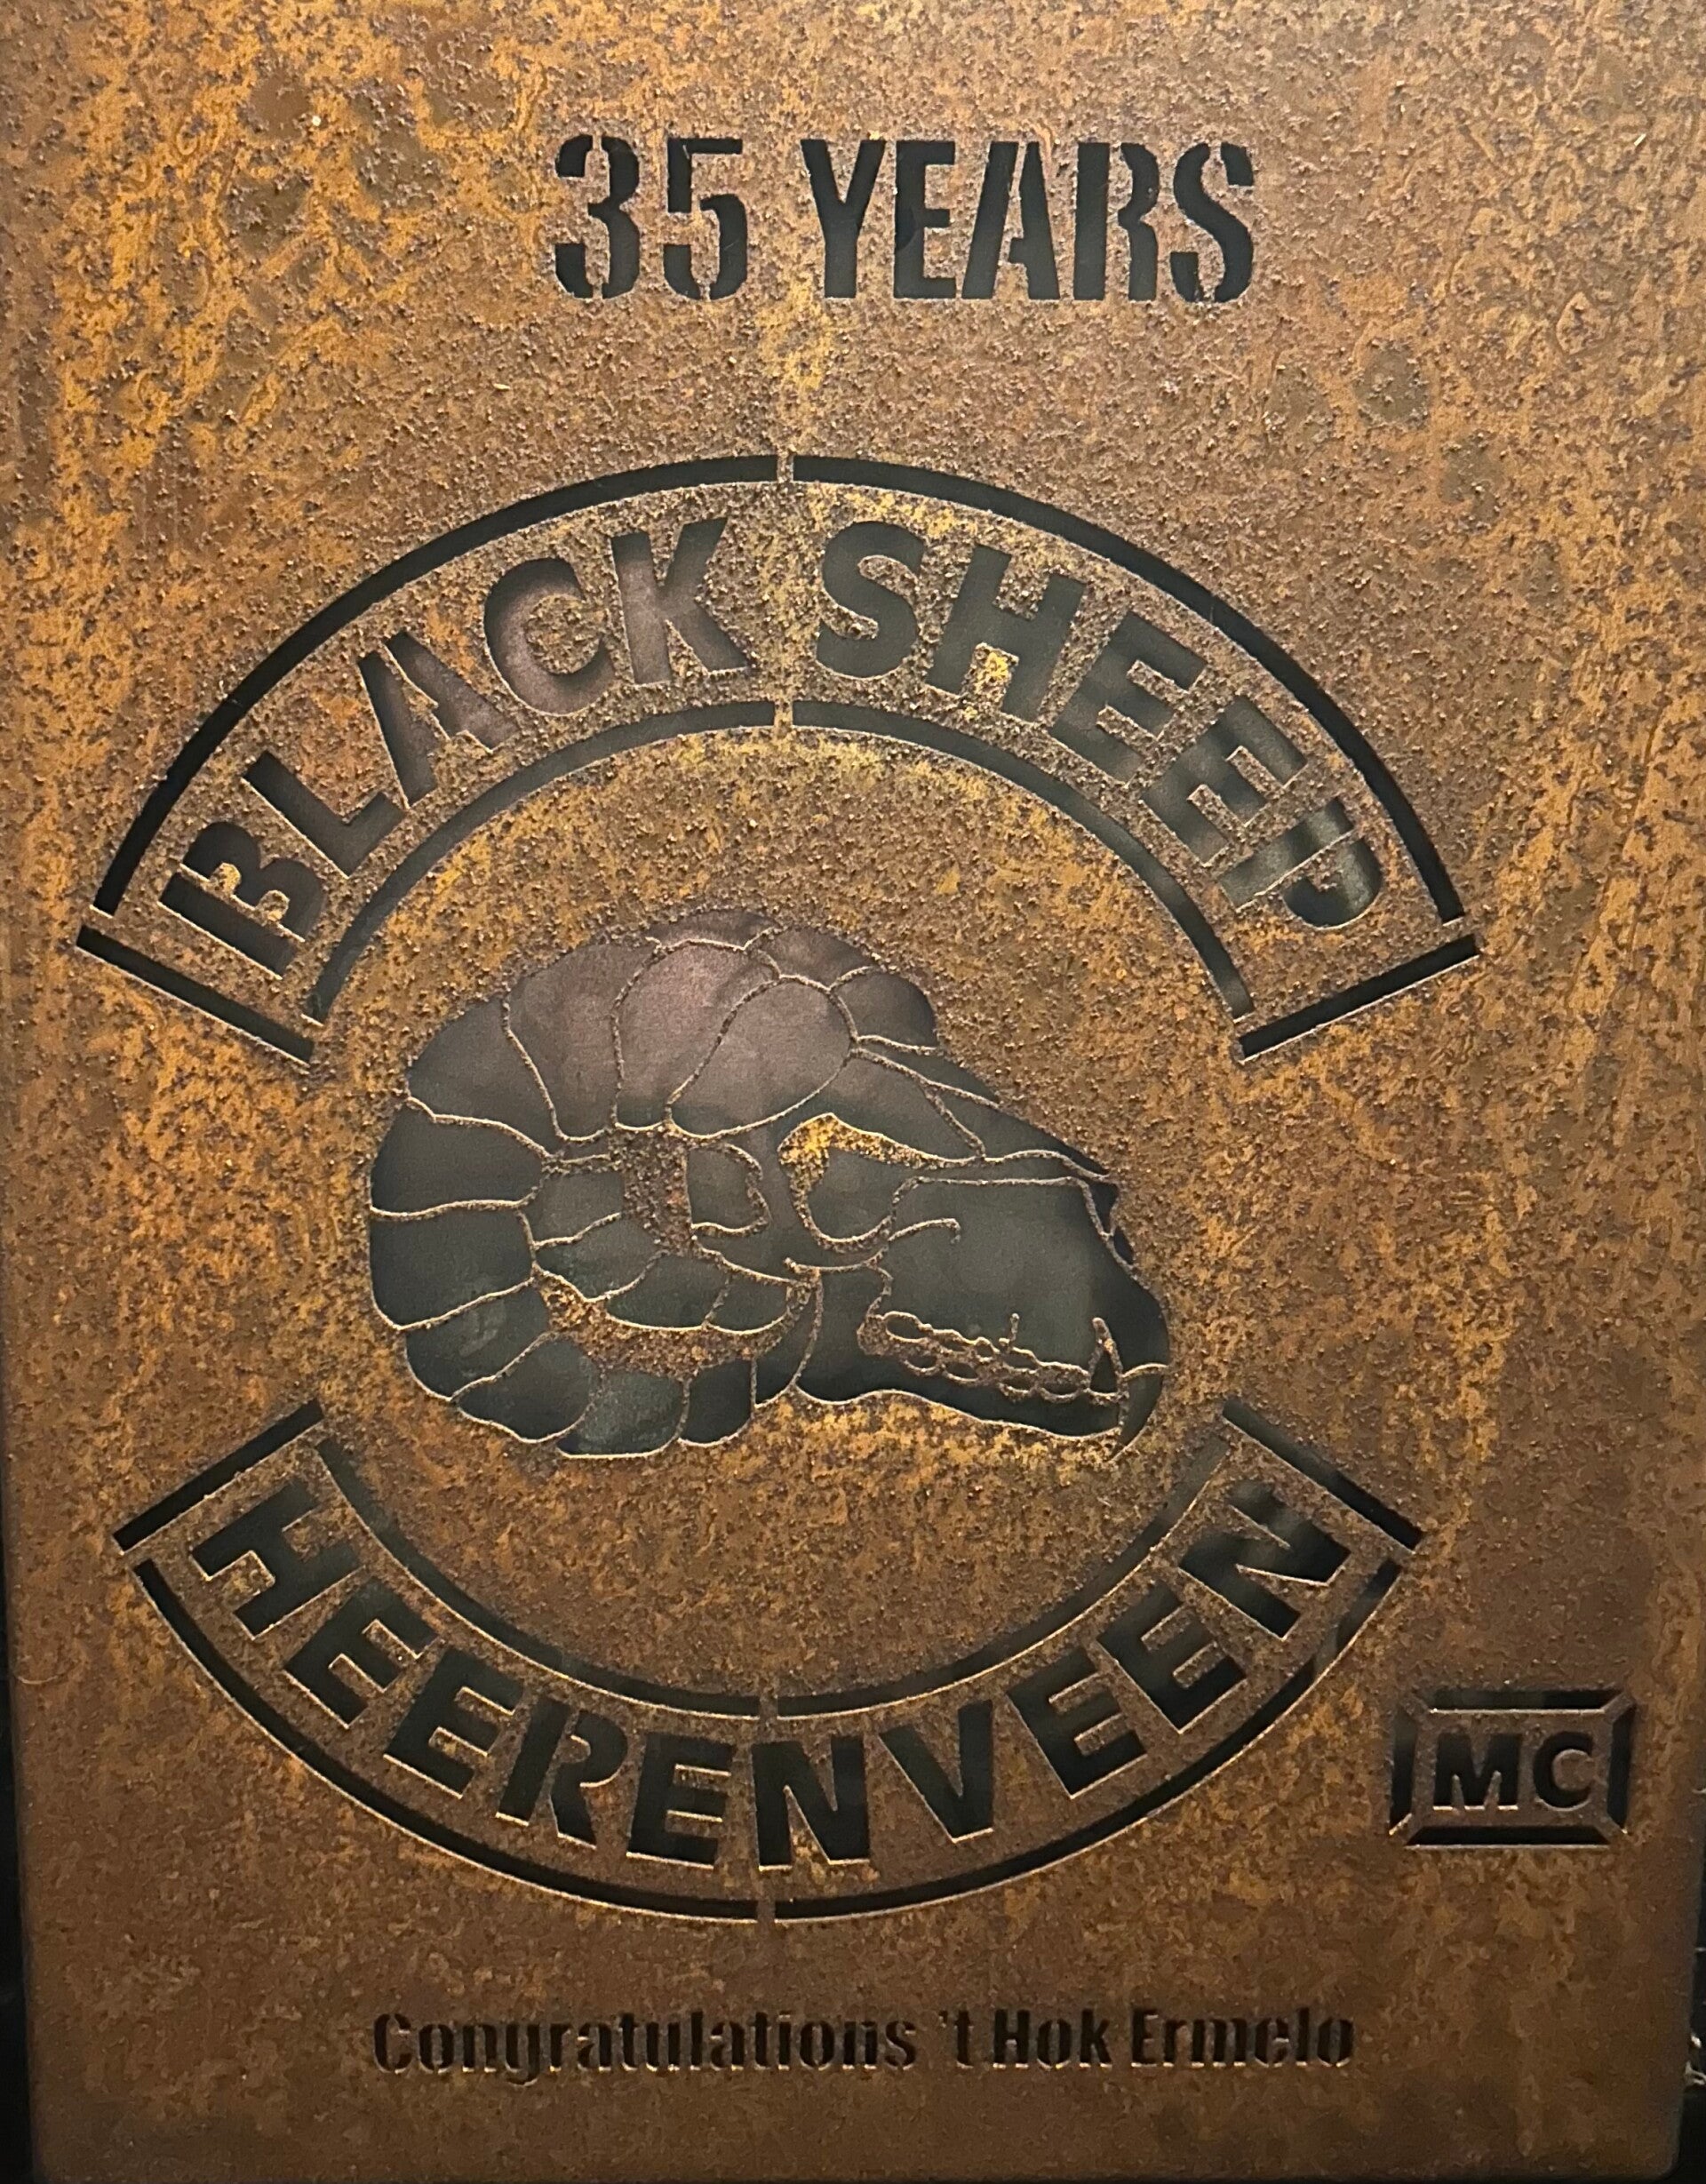 35 YEARS
BLACK SHEEP
HEERENVEEN
MC
Congratulations 't Hok Ermelo